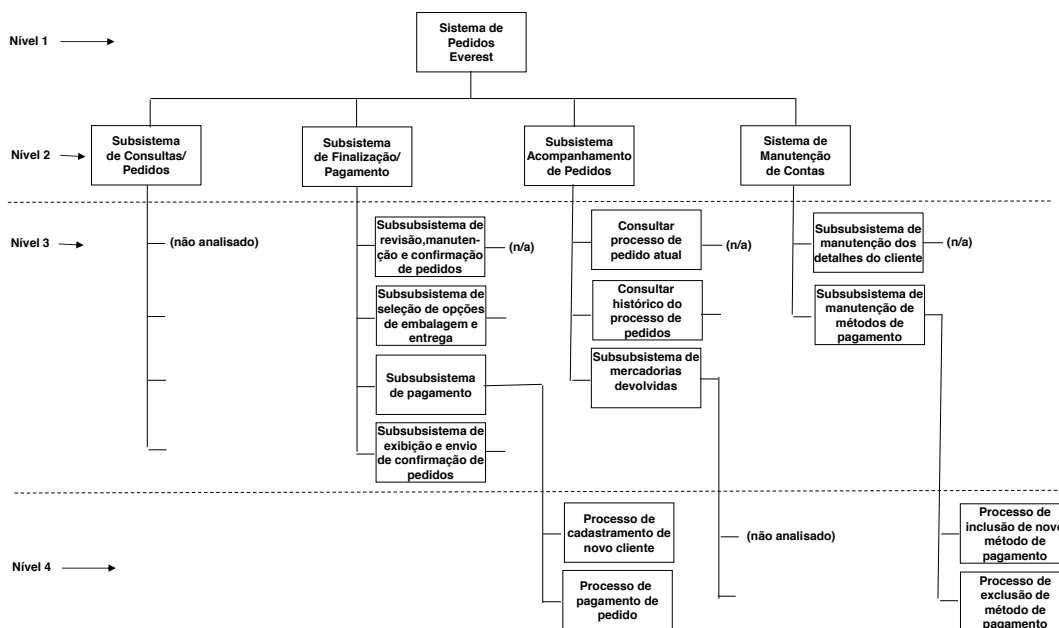 Nível 1
Sistema de
Pedidos
Everest
Nível 2
Subsistema
de Consultas/
Pedidos
Subsistema
de Finalização/
Pagamento
Subsistema
Acompanhamento
de Pedidos
Sistema de
Manutenção
de Contas
Nível 3
(não analisado)
Subsubsistema de
revisão,manuten-
ção e confirmação
de pedidos
(n/a)
Consultar
processo de
pedido atual
(n/a)
Subsubsistema de
manutenção dos
detalhes do cliente
(n/a)
Subsubsistema de
seleção de opções
de embalagem e
entrega
Consultar
histórico do
processo de
pedidos
Subsubsistema de
manutenção de
métodos de
pagamento
Subsubsistema
de pagamento
Subsubsistema de
mercadorias
devolvidas
Subsubsistema de
exibição e envio
de confirmação de
pedidos
Nível 4
Processo de
cadastramento de
novo cliente
(não analisado)
Processo de
inclusão de novo
método de
pagamento
Processo de
pagamento de
pedido
Processo de
exclusão de
método de
pagamento